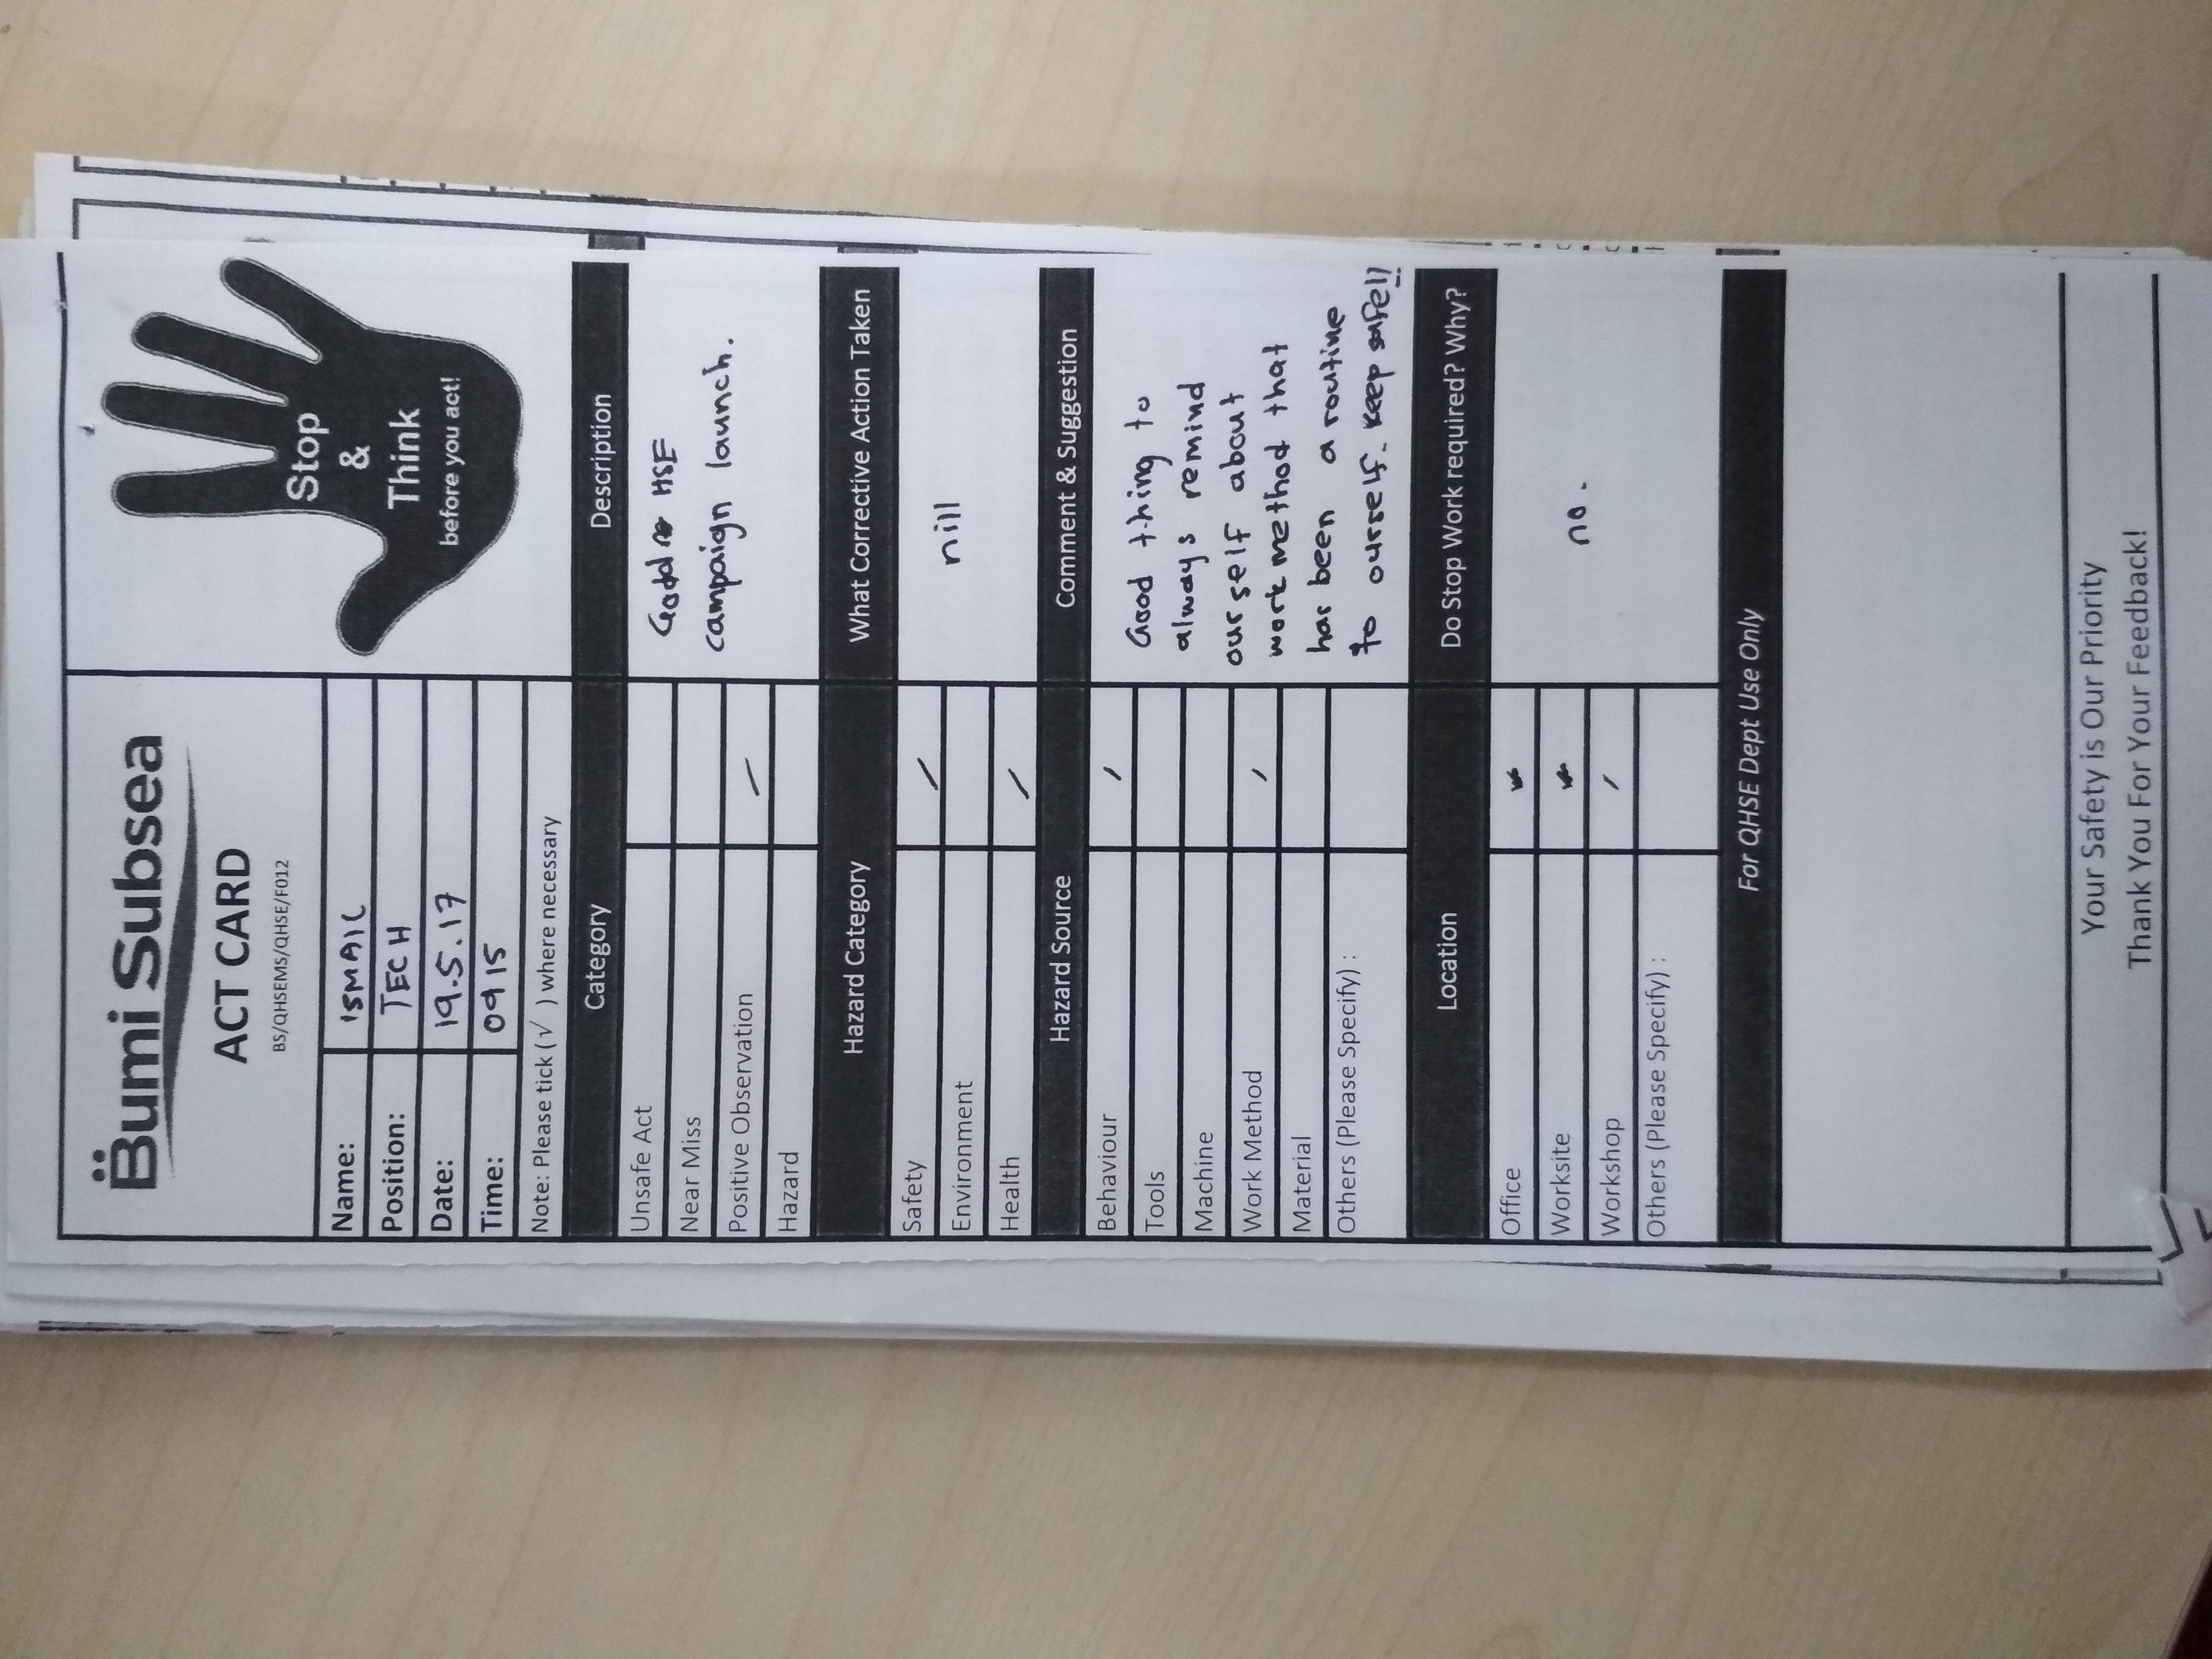 Bumi Subsea
ACT CARD
BS/QHSEMS/QHSE/F012
Stop
&
Think
before you act!
Name: ISMAIL
Position: TECH
Date: 19.5.17
Time: 0915
Note: Please tick ( √ ) where necessary
Category Description
Unsafe Act
Near Miss
Positive Observation /
Hazard
Good HSE
campaign launch.
Hazard Category What Corrective Action Taken
Safety /
Environment
Health /
nill
Hazard Source Comment & Suggestion
Behaviour /
Tools
Machine
Work Method /
Material
Others (Please Specify) :
Good thing to
always remind
our self about
work method that
has been a routine
to ourself. Keep safe!!
Location Do Stop Work required? Why?
Office
Worksite
Workshop /
Others (Please Specify) :
no.
For QHSE Dept Use Only
Your Safety is Our Priority
Thank You For Your Feedback!